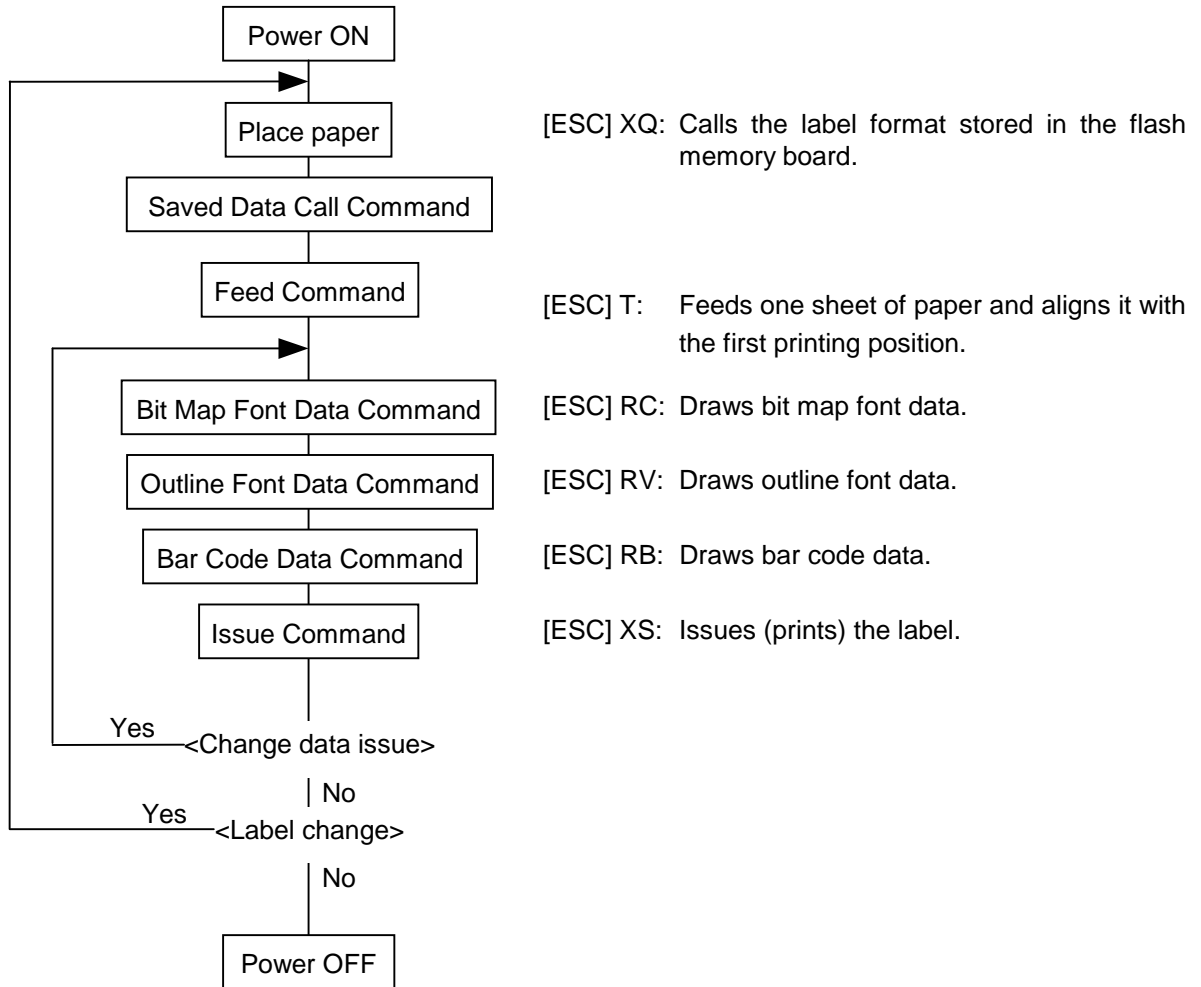 Power ON
Place paper
[ESC] XQ: Calls the label format stored in the flash
memory board.
Saved Data Call Command
Feed Command
[ESC] T: Feeds one sheet of paper and aligns it with
the first printing position.
Bit Map Font Data Command
[ESC] RC: Draws bit map font data.
Outline Font Data Command
[ESC] RV: Draws outline font data.
Bar Code Data Command
[ESC] RB: Draws bar code data.
Issue Command
[ESC] XS: Issues (prints) the label.
Yes
<Change data issue>
No
Yes
<Label change>
No
Power OFF